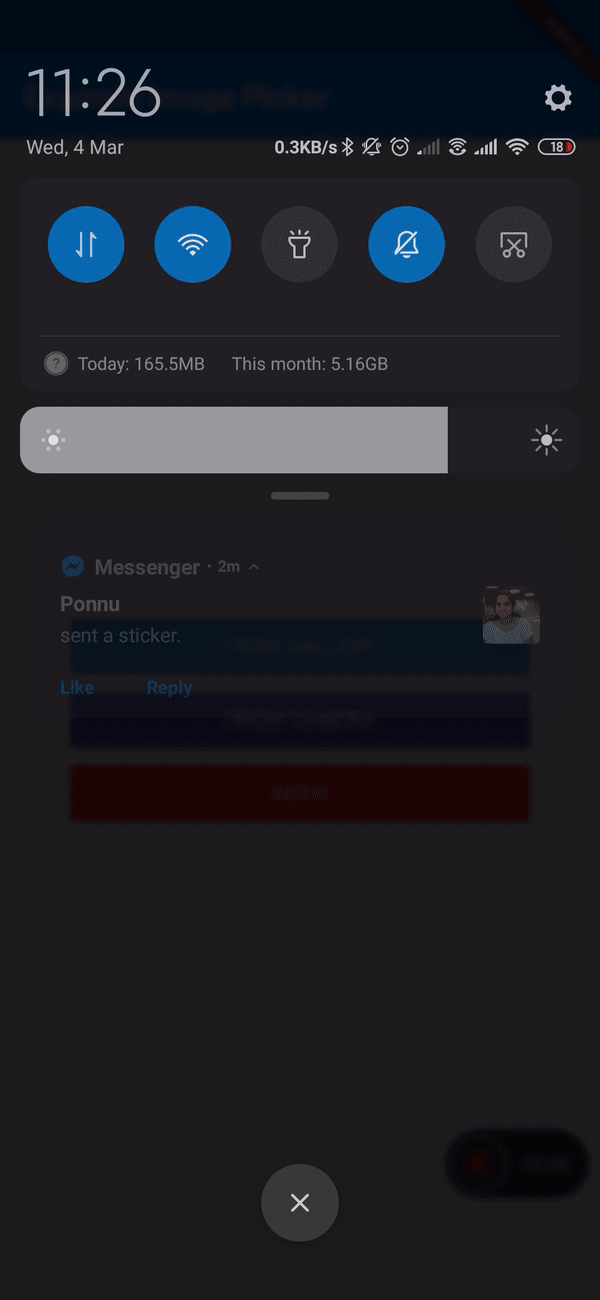 11:26
Wed, 4 Mar 0.3KB/s 18
Today: 165.5MB This month: 5.16GB
Messenger · 2m
Ponnu
sent a sticker.
Like Reply